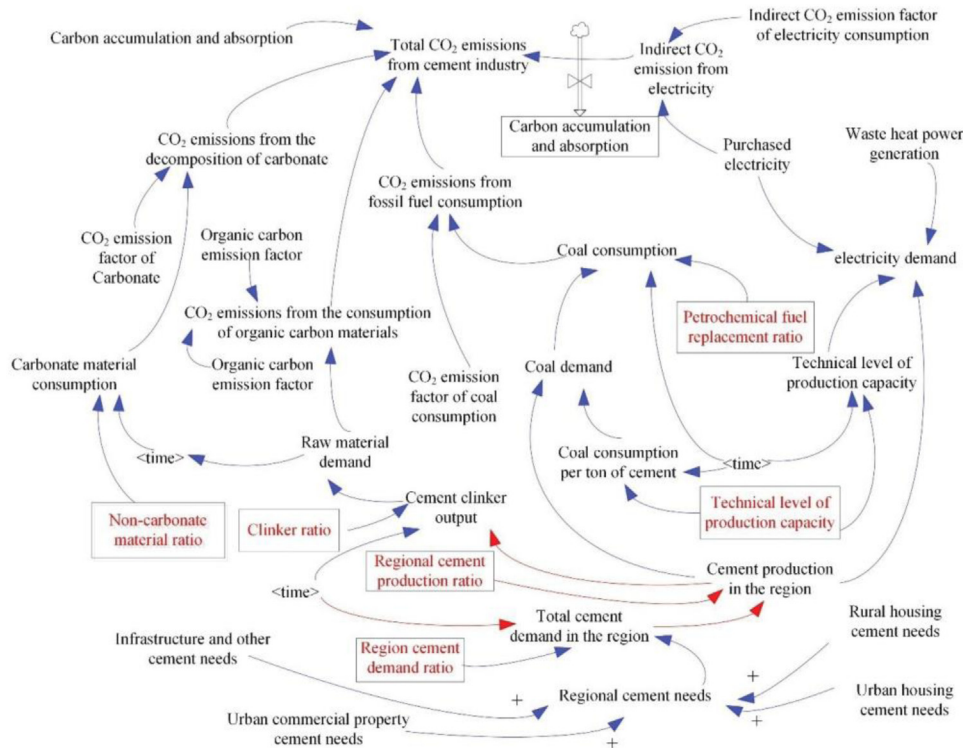 Carbon accumulation and absorption
Total CO₂ emissions
from cement industry
Indirect CO₂ emission factor
of electricity consumption
Indirect CO₂
emission from
electricity
Carbon accumulation
and absorption
CO₂ emissions from the
decomposition of carbonate
Purchased
electricity
Waste heat power
generation
CO₂ emissions from
fossil fuel consumption
CO₂ emission
factor of
Carbonate
Organic carbon
emission factor
Coal consumption
electricity demand
CO₂ emissions from the consumption
of organic carbon materials
Petrochemical fuel
replacement ratio
Carbonate material
consumption
Organic carbon
emission factor
CO₂ emission
factor of coal
consumption
Coal demand
Technical level of
production capacity
<time>
Raw material
demand
Coal consumption
per ton of cement
<time>
Non-carbonate
material ratio
Clinker ratio
Cement clinker
output
Technical level of
production capacity
Regional cement
production ratio
Cement production
in the region
<time>
Total cement
demand in the region
Rural housing
cement needs
Infrastructure and other
cement needs
Region cement
demand ratio
+
+
Regional cement needs
Urban housing
cement needs
Urban commercial property
cement needs
+
+